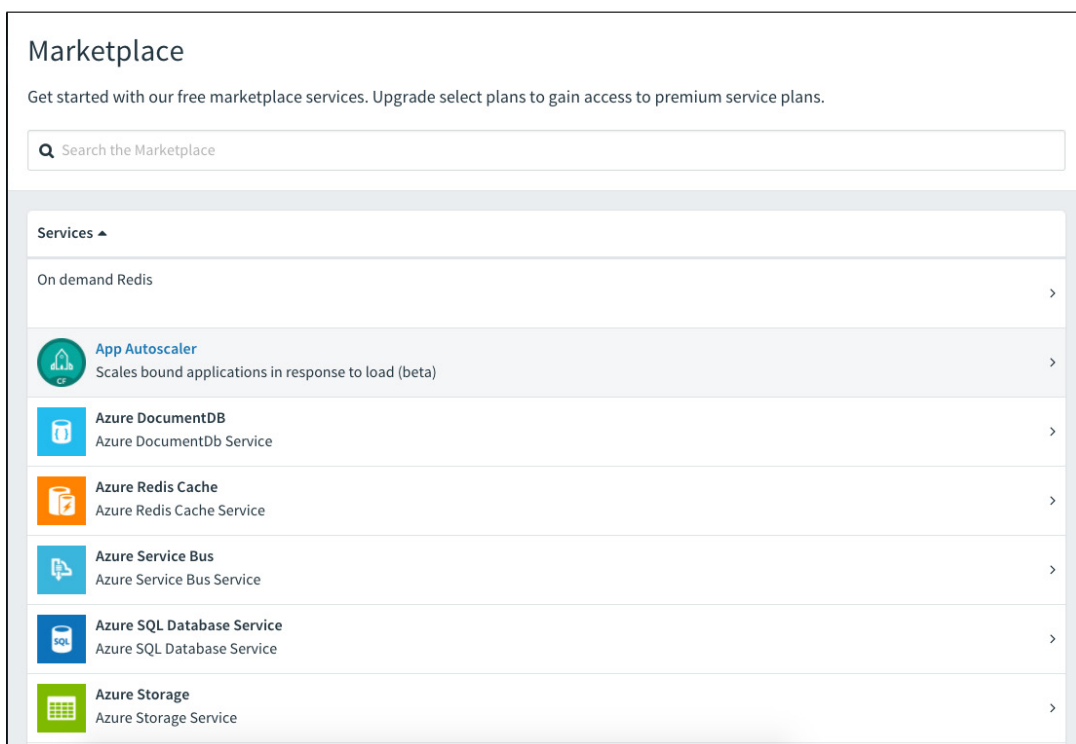 Marketplace
Get started with our free marketplace services. Upgrade select plans to gain access to premium service plans.
Search the Marketplace
Services
On demand Redis
App Autoscaler
Scales bound applications in response to load (beta)
CF
Azure DocumentDB
Azure DocumentDb Service
Azure Redis Cache
Azure Redis Cache Service
Azure Service Bus
Azure Service Bus Service
Azure SQL Database Service
SQL
Azure SQL Database Service
Azure Storage
Azure Storage Service